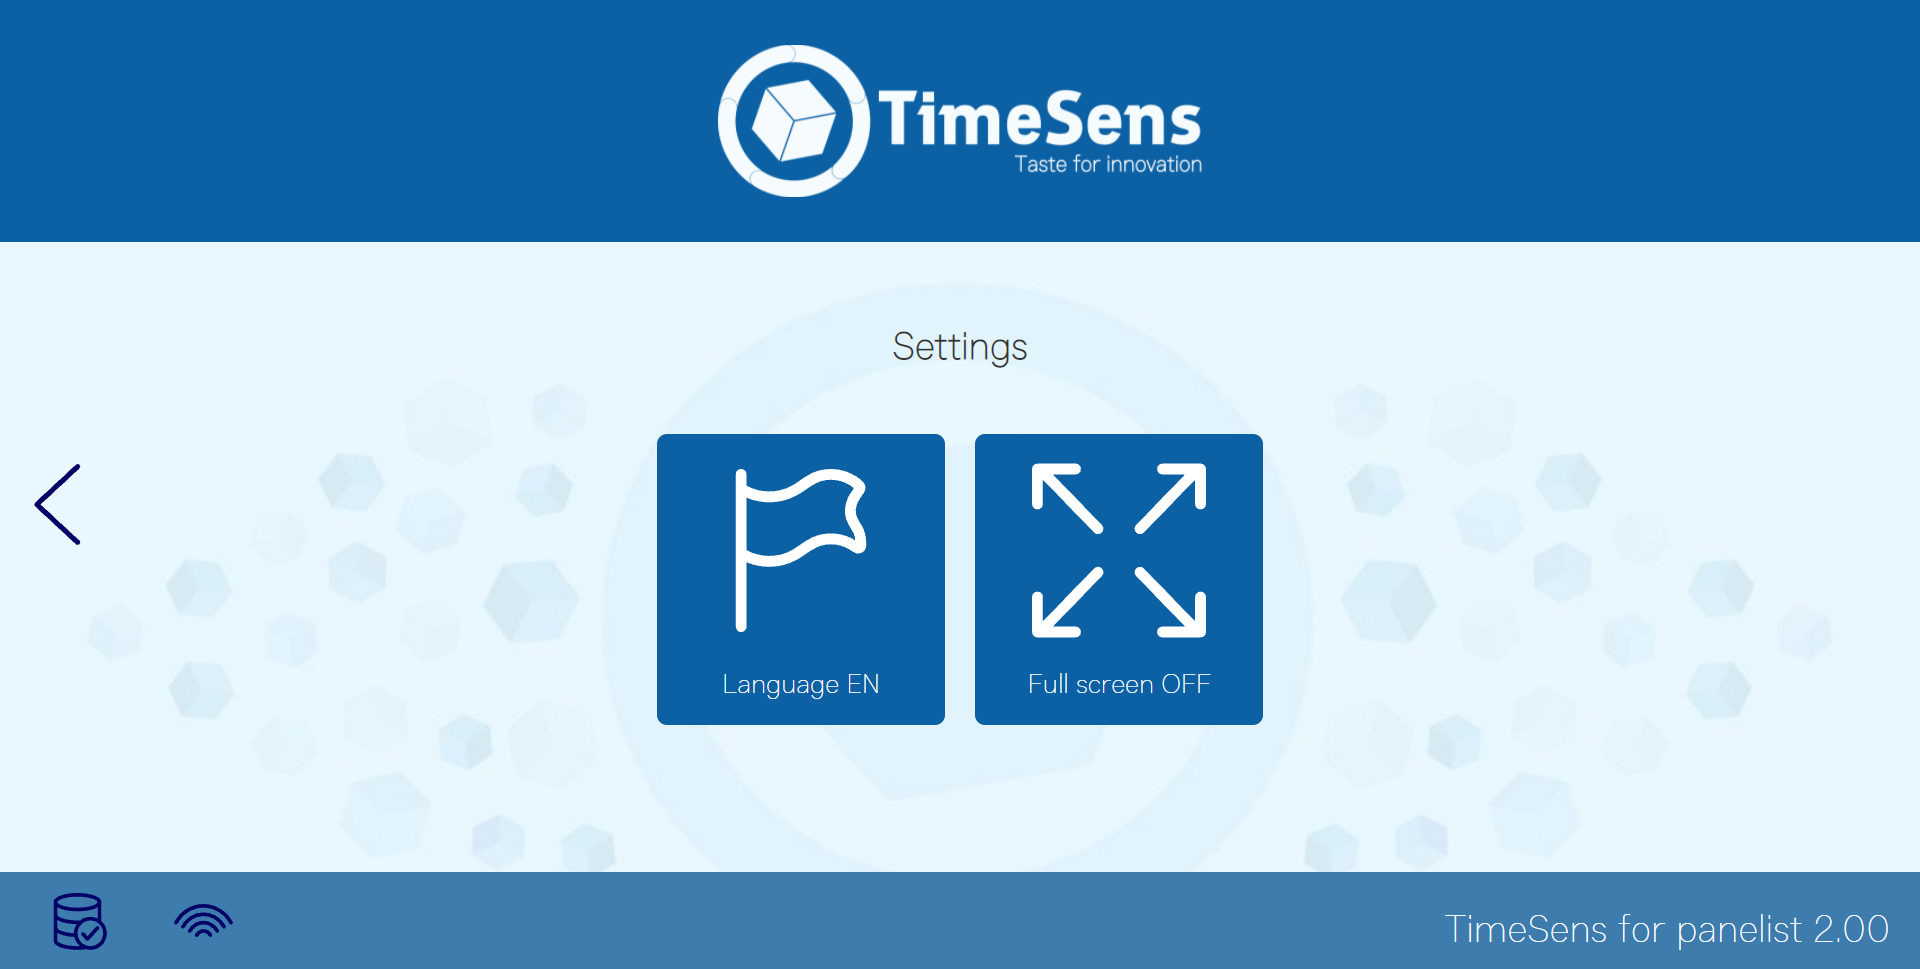 TimeSens
Taste for innovation
Settings
Language EN
Full screen OFF
TimeSens for panelist 2.00